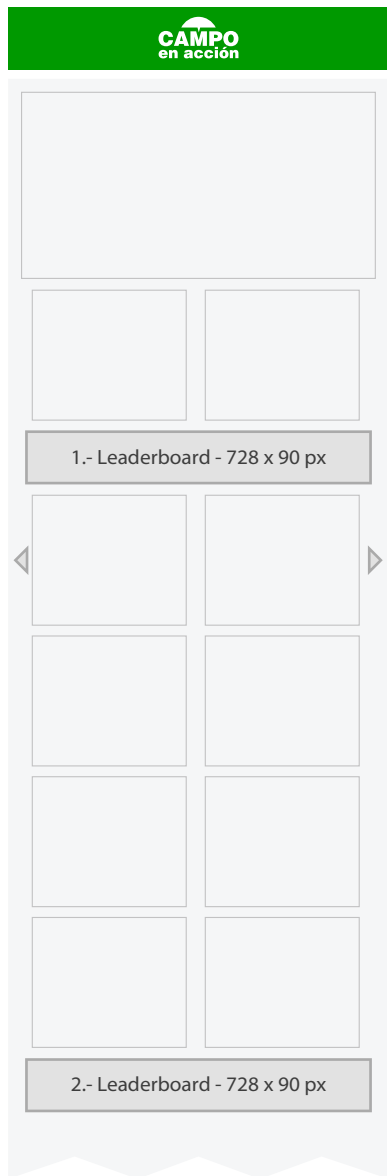 CAMPO
en acción
1.- Leaderboard - 728 x 90 px
2.- Leaderboard - 728 x 90 px